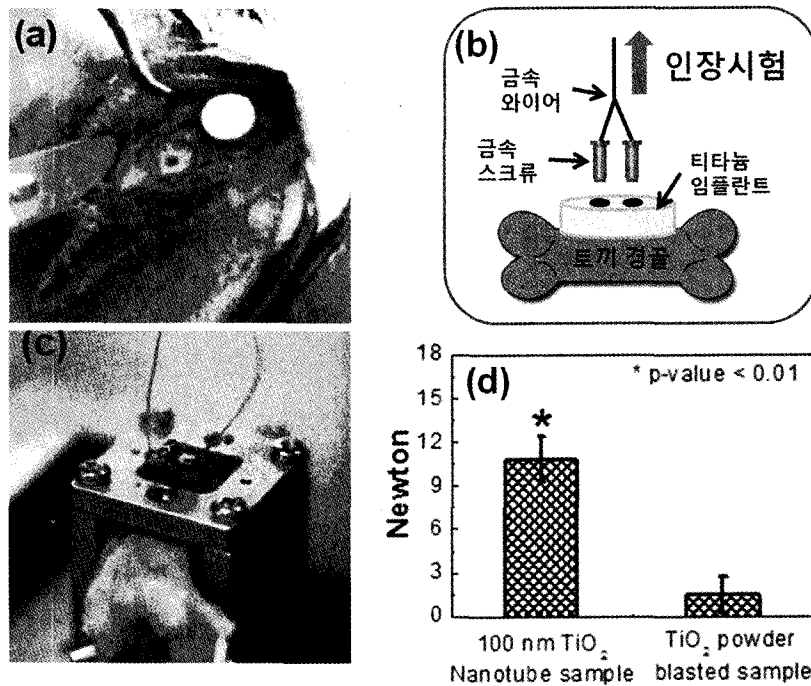 (a)
(b)
금속
와이어
인장시험
금속
스크류
티타늄
임플란트
토끼 경골
(c)
(d)
* p-value < 0.01
*
Newton
18
15
12
9
6
3
0
100 nm TiO₂
Nanotube sample
TiO₂ powder
blasted sample